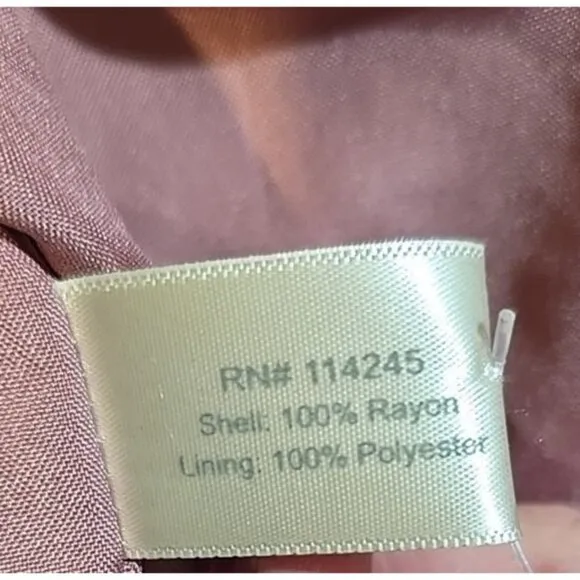 RN# 114245
Shell: 100% Rayon
Lining: 100% Polyester